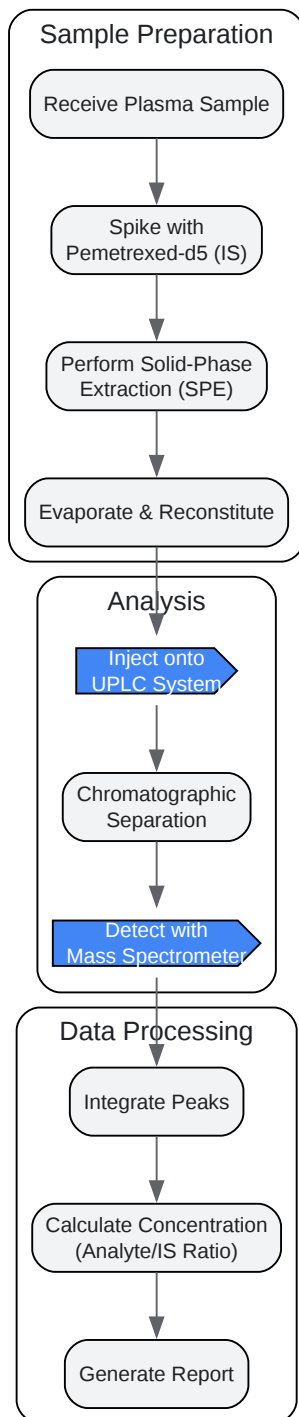 Sample Preparation
Receive Plasma Sample
Spike with
Pemetrexed-d5 (IS)
Perform Solid-Phase
Extraction (SPE)
Evaporate & Reconstitute
Analysis
Inject onto
UPLC System
Chromatographic
Separation
Detect with
Mass Spectrometer
Data Processing
Integrate Peaks
Calculate Concentration
(Analyte/IS Ratio)
Generate Report